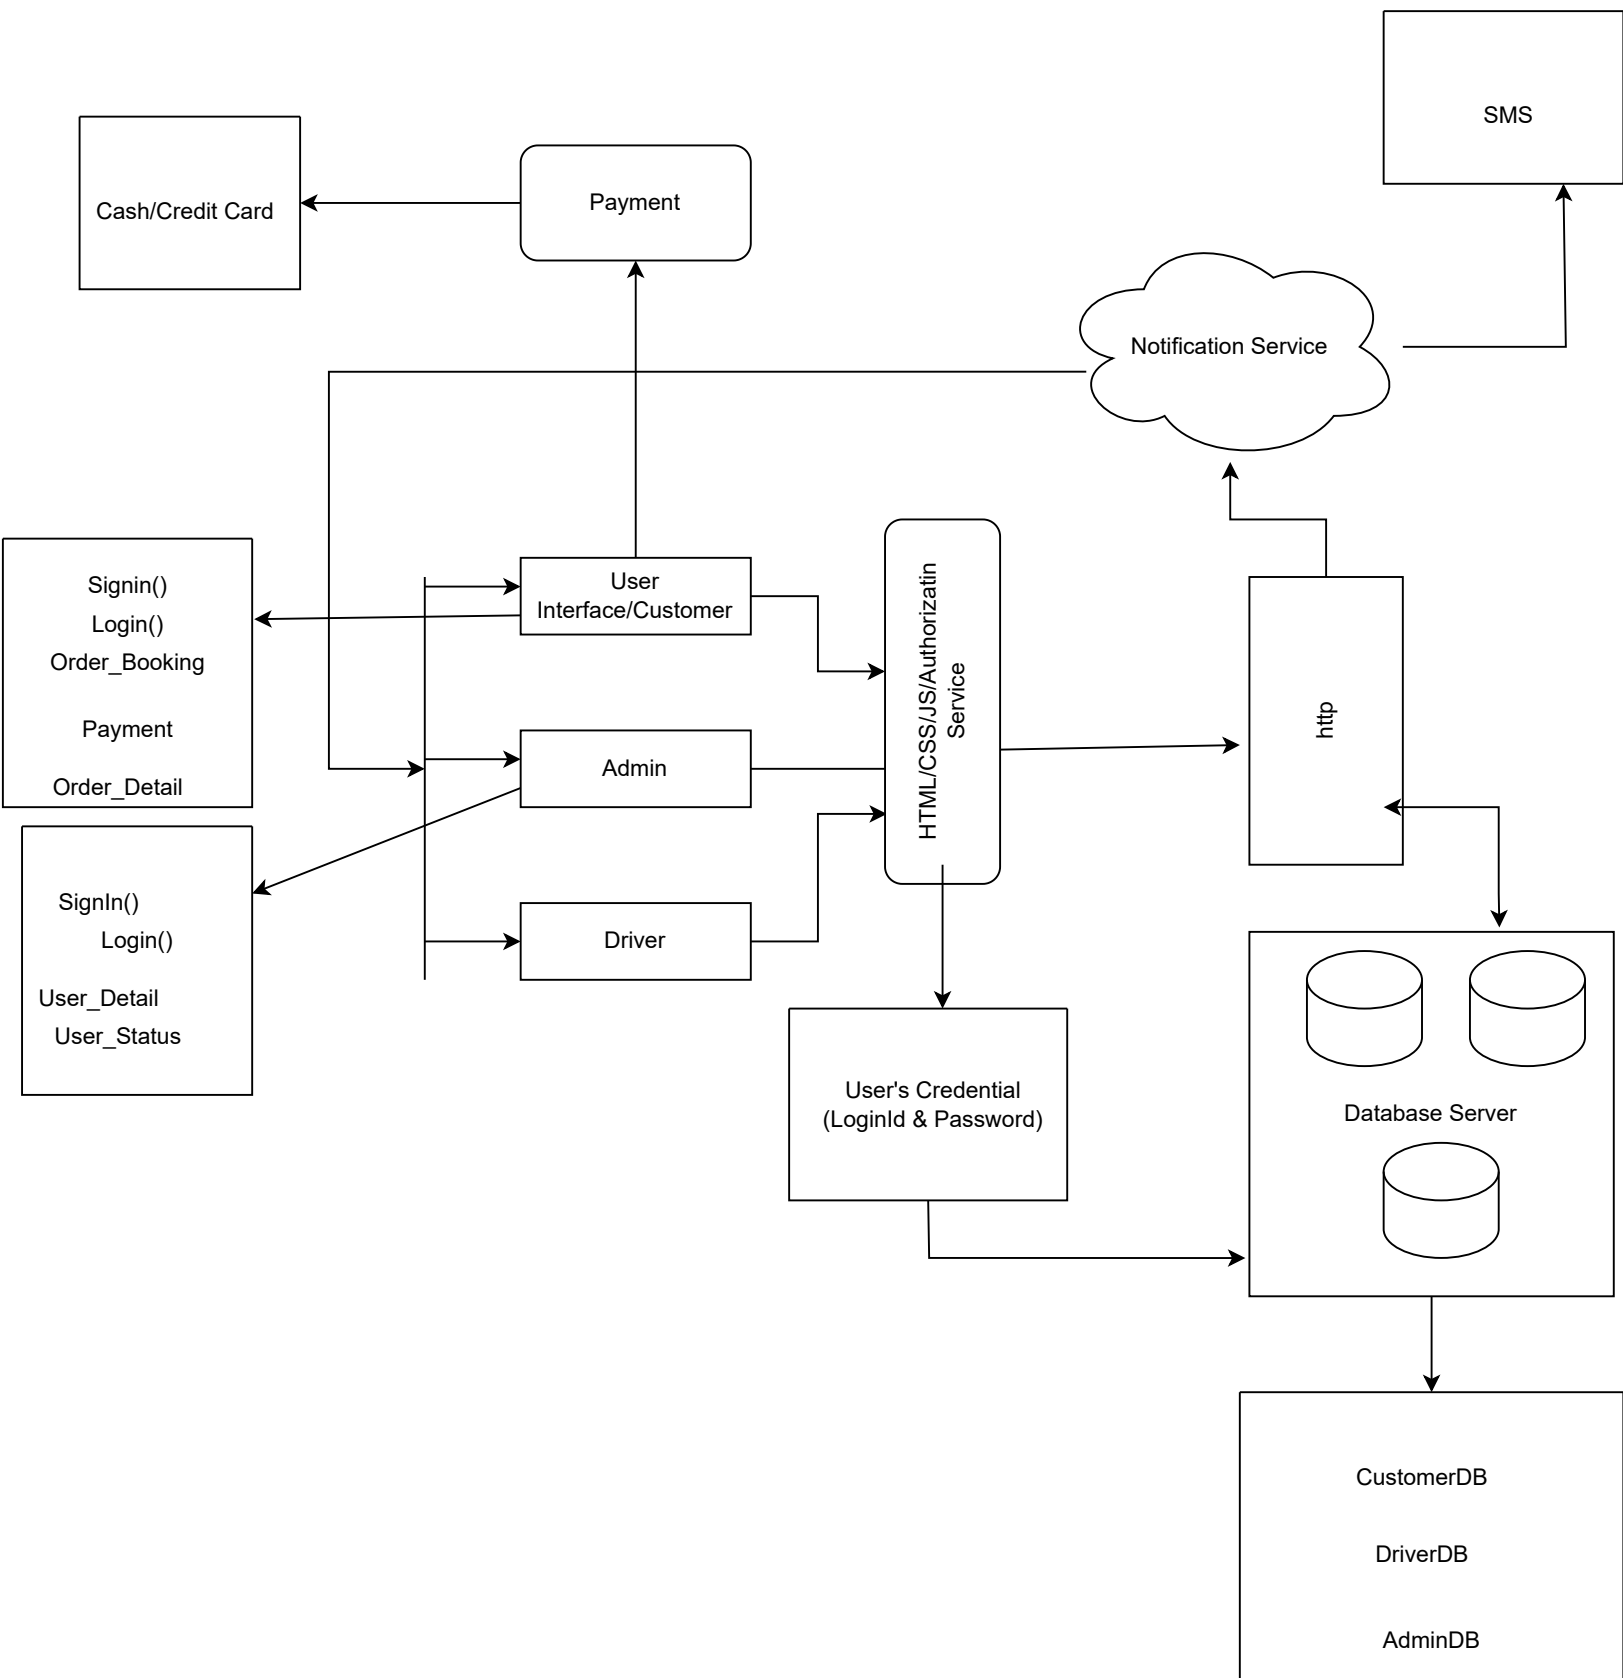 SMS
Cash/Credit Card
Payment
Notification Service
Signin()
Login()
Order_Booking
Payment
Order_Detail
User
Interface/Customer
Admin
Driver
HTML/CSS/JS/Authorizatin
Service
http
SignIn()
Login()
User_Detail
User_Status
User's Credential
(LoginId & Password)
Database Server
CustomerDB
DriverDB
AdminDB